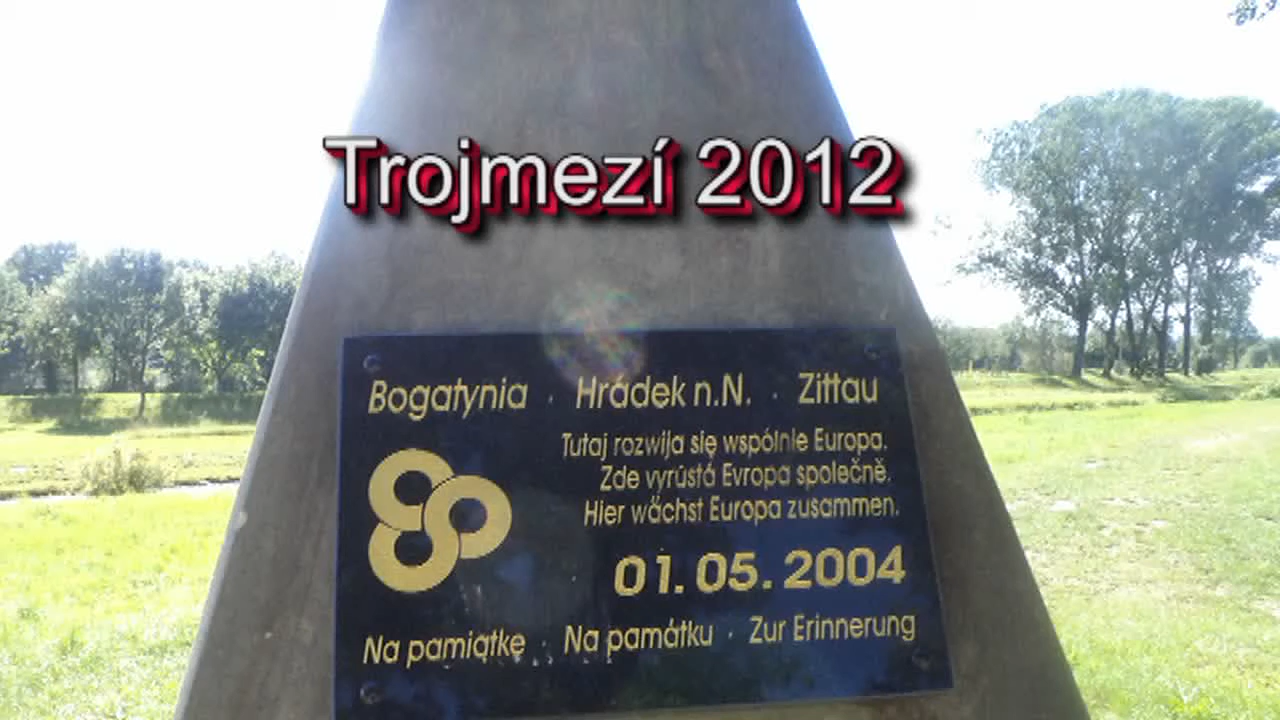 Trojmezí 2012
Bogatynia · Hrádek n.N. · Zittau
Tutaj rozwija się wspólnie Europa.
Zde vyrůstá Evropa společně.
Hier wächst Europa zusammen.
01.05.2004
Na pamiątkę · Na památku · Zur Erinnerung